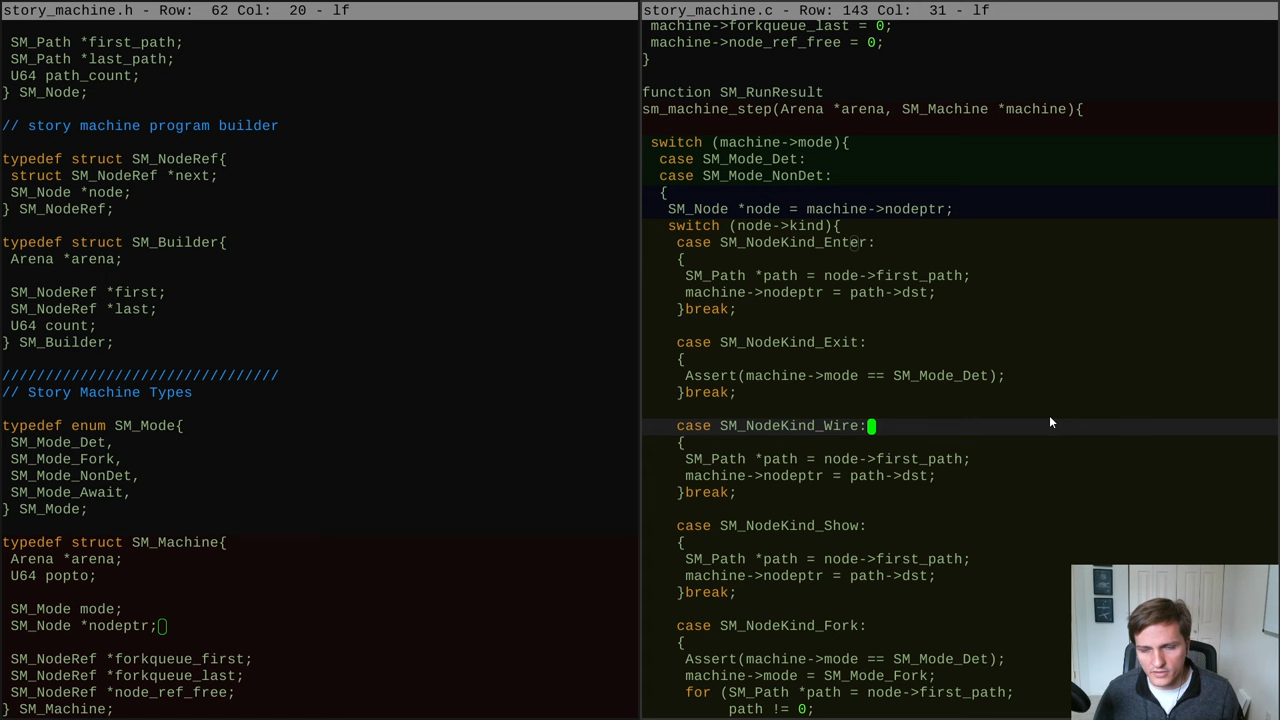 story_machine.h - Row:  62 Col:  20 - lf
SM_Path *first_path;
SM_Path *last_path;
U64 path_count;
} SM_Node;
// story machine program builder
typedef struct SM_NodeRef{
struct SM_NodeRef *next;
SM_Node *node;
} SM_NodeRef;
typedef struct SM_Builder{
Arena *arena;
SM_NodeRef *first;
SM_NodeRef *last;
U64 count;
} SM_Builder;
////////////////////////////////
// Story Machine Types
typedef enum SM_Mode{
SM_Mode_Det,
SM_Mode_Fork,
SM_Mode_NonDet,
SM_Mode_Await,
} SM_Mode;
typedef struct SM_Machine{
Arena *arena;
U64 popto;
SM_Mode mode;
SM_Node *nodeptr;
SM_NodeRef *forkqueue_first;
SM_NodeRef *forkqueue_last;
SM_NodeRef *node_ref_free;
} SM_Machine;
story_machine.c - Row: 143 Col:  31 - lf
machine->forkqueue_last = 0;
machine->node_ref_free = 0;
}
function SM_RunResult
sm_machine_step(Arena *arena, SM_Machine *machine){
switch (machine->mode){
case SM_Mode_Det:
case SM_Mode_NonDet:
{
SM_Node *node = machine->nodeptr;
switch (node->kind){
case SM_NodeKind_Enter:
{
SM_Path *path = node->first_path;
machine->nodeptr = path->dst;
}break;
case SM_NodeKind_Exit:
{
Assert(machine->mode == SM_Mode_Det);
}break;
case SM_NodeKind_Wire:
{
SM_Path *path = node->first_path;
machine->nodeptr = path->dst;
}break;
case SM_NodeKind_Show:
{
SM_Path *path = node->first_path;
machine->nodeptr = path->dst;
}break;
case SM_NodeKind_Fork:
{
Assert(machine->mode == SM_Mode_Det);
machine->mode = SM_Mode_Fork;
for (SM_Path *path = node->first_path;
path != 0;